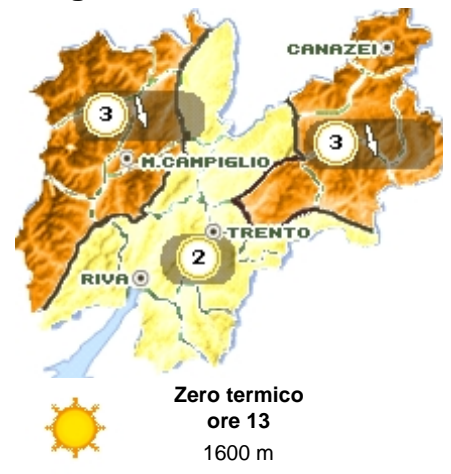 CANAZEI
3
3
M.CAMPIGLIO
TRENTO
2
RIVA
Zero termico
ore 13
1600 m